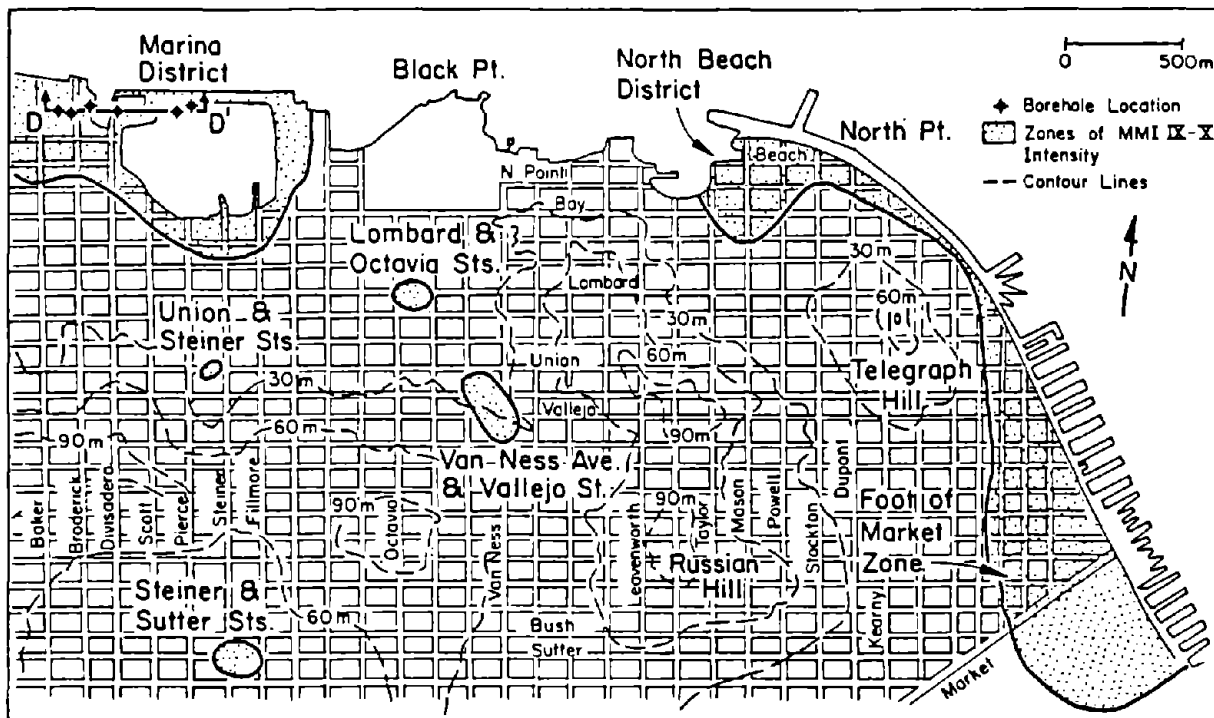 Marina
District
Black Pt.
North Beach
District
0 500m
Borehole Location
Zones of MMI IX-X
Intensity
Contour Lines
D D'
North Pt.
Beach
N Point
N
Bay
Lombard &
Octavia Sts.
Lombard
30m
60m
Union &
Steiner Sts.
30m
60m
Telegraph
Hill
Union
30m
Vallejo
60m
90m
90m
Van Ness Ave.
& Vallejo St.
90m
90m
Baker
Broderick
Divisadero
Scott
Pierce
Steiner
Fillmore
Octavia
Van Ness
Leavenworth
Taylor
Mason
Powell
Stockton
Dupont
Kearny
Foot of
Market
Zone
Russian
Hill
Steiner &
Sutter Sts.
60m
Bush
Sutter
Market